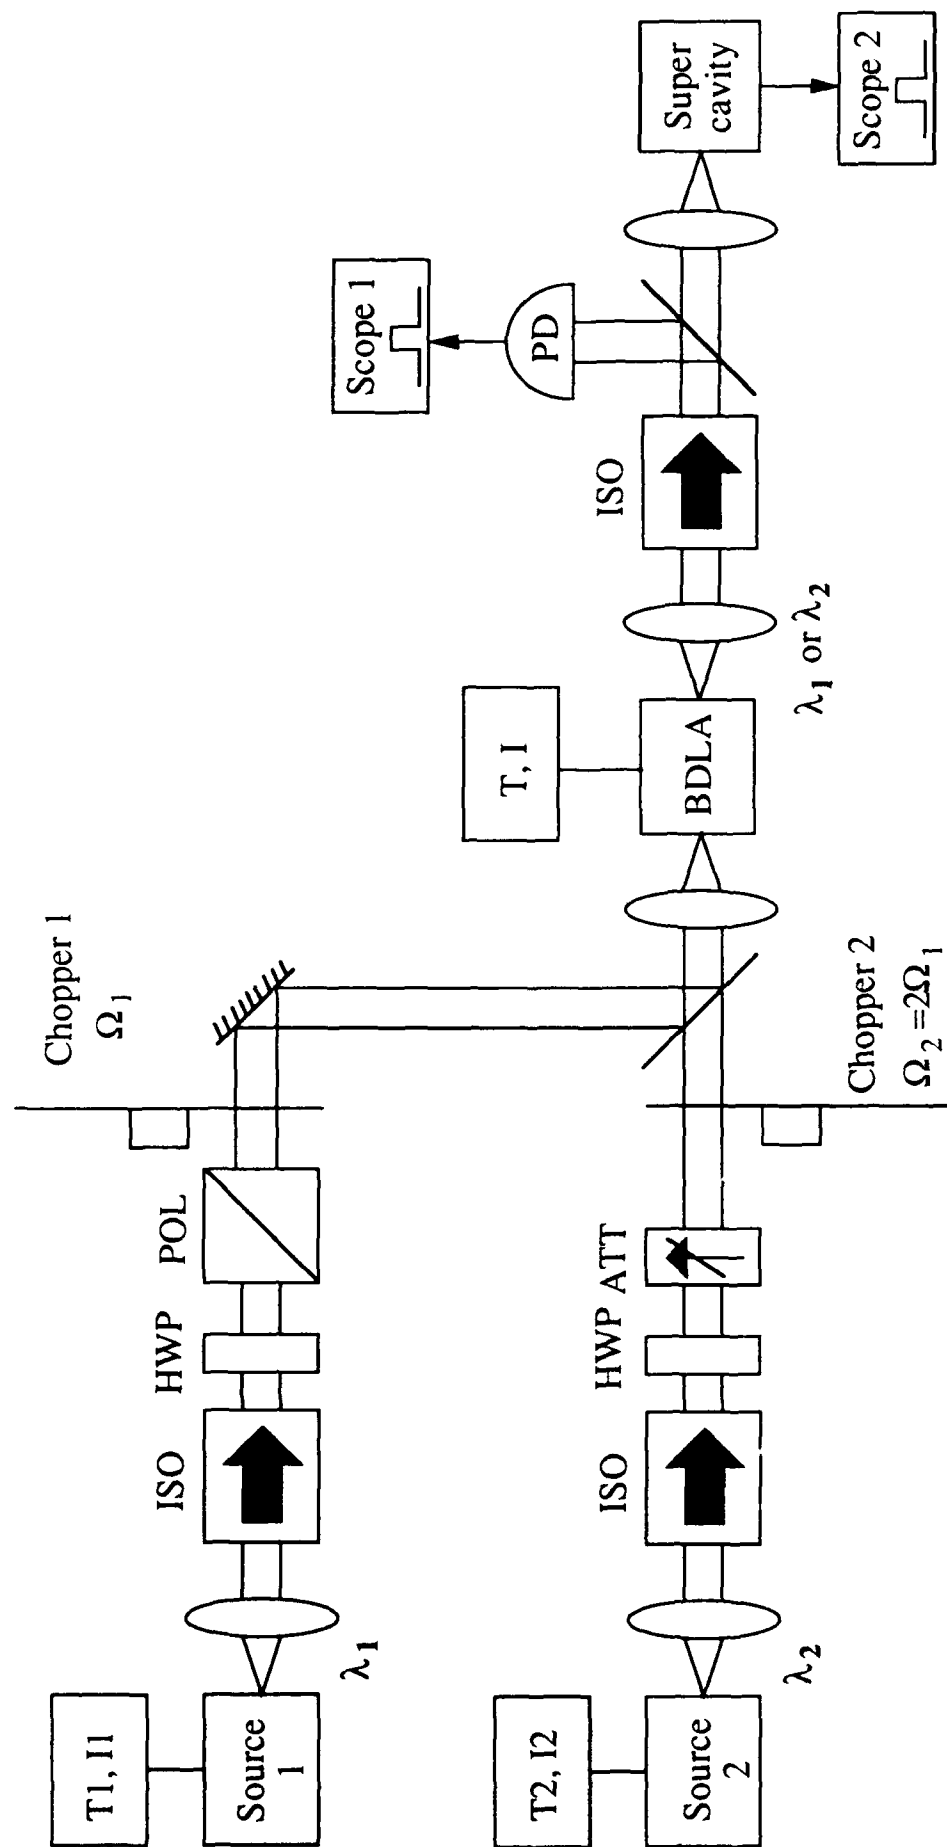 T1, I1
Source
1
λ1
ISO
HWP
POL
Chopper 1
Ω1
T2, I2
Source
2
λ2
ISO
HWP
ATT
Chopper 2
Ω2 = 2Ω1
T, I
BDLA
λ1 or λ2
ISO
PD
Scope 1
Super
cavity
Scope 2